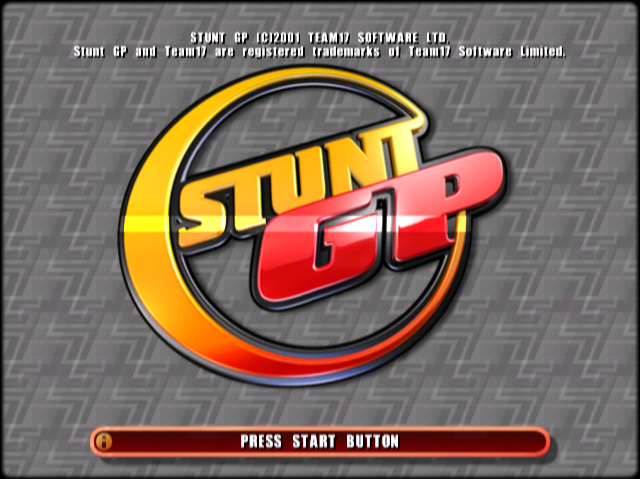 STUNT GP (C)2001 TEAM17 SOFTWARE LTD.
Stunt GP and Team17 are registered trademarks of Team17 Software Limited.
STUNT
GP
PRESS START BUTTON